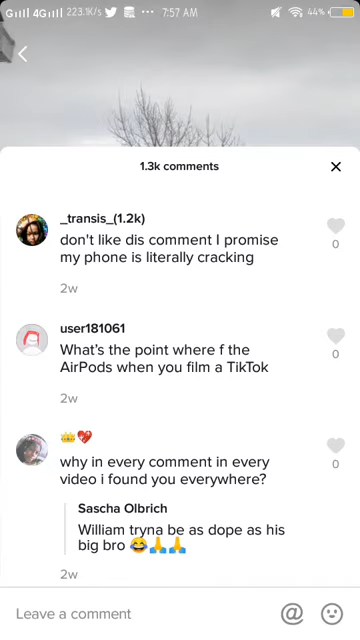 4G 223.1K/s ... 7:57 AM 44%
1.3k comments
_transis_(1.2k)
don't like dis comment I promise
my phone is literally cracking
0
2w
user181061
What's the point where f the
AirPods when you film a TikTok
0
2w
👑💖
why in every comment in every
video i found you everywhere?
0
Sascha Olbrich
William tryna be as dope as his
big bro 😂🙏🙏
2w
Leave a comment @